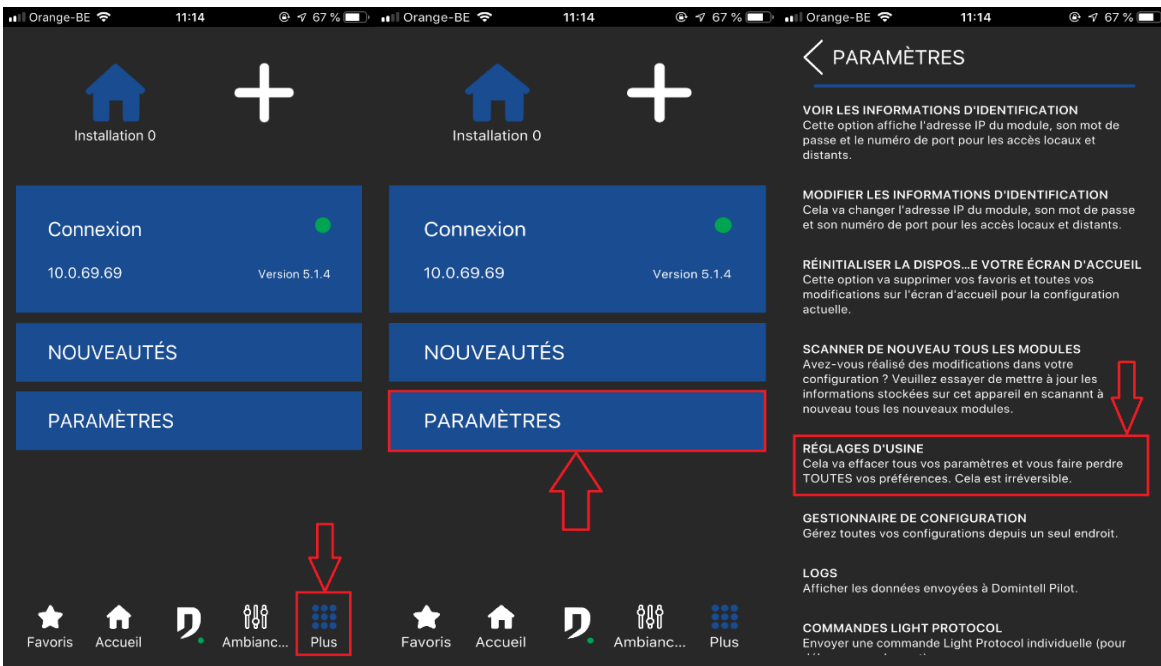 Orange-BE 11:14 67 %
Installation 0
Connexion
10.0.69.69 Version 5.1.4
NOUVEAUTÉS
PARAMÈTRES
Favoris Accueil Ambianc... Plus
Orange-BE 11:14 67 %
Installation 0
Connexion
10.0.69.69 Version 5.1.4
NOUVEAUTÉS
PARAMÈTRES
Favoris Accueil Ambianc... Plus
Orange-BE 11:14 67 %
PARAMÈTRES
VOIR LES INFORMATIONS D'IDENTIFICATION
Cette option affiche l'adresse IP du module, son mot de
passe et le numéro de port pour les accès locaux et
distants.
MODIFIER LES INFORMATIONS D'IDENTIFICATION
Cela va changer l'adresse IP du module, son mot de passe
et son numéro de port pour les accès locaux et distants.
RÉINITIALISER LA DISPOS...E VOTRE ÉCRAN D'ACCUEIL
Cette option va supprimer vos favoris et toutes vos
modifications sur l'écran d'accueil pour la configuration
actuelle.
SCANNER DE NOUVEAU TOUS LES MODULES
Avez-vous réalisé des modifications dans votre
configuration ? Veuillez essayer de mettre à jour les
informations stockées sur cet appareil en scanannt à
nouveau tous les nouveaux modules.
RÉGLAGES D'USINE
Cela va effacer tous vos paramètres et vous faire perdre
TOUTES vos préférences. Cela est irréversible.
GESTIONNAIRE DE CONFIGURATION
Gérez toutes vos configurations depuis un seul endroit.
LOGS
Afficher les données envoyées à Domintell Pilot.
COMMANDES LIGHT PROTOCOL
Envoyer une commande Light Protocol individuelle (pour